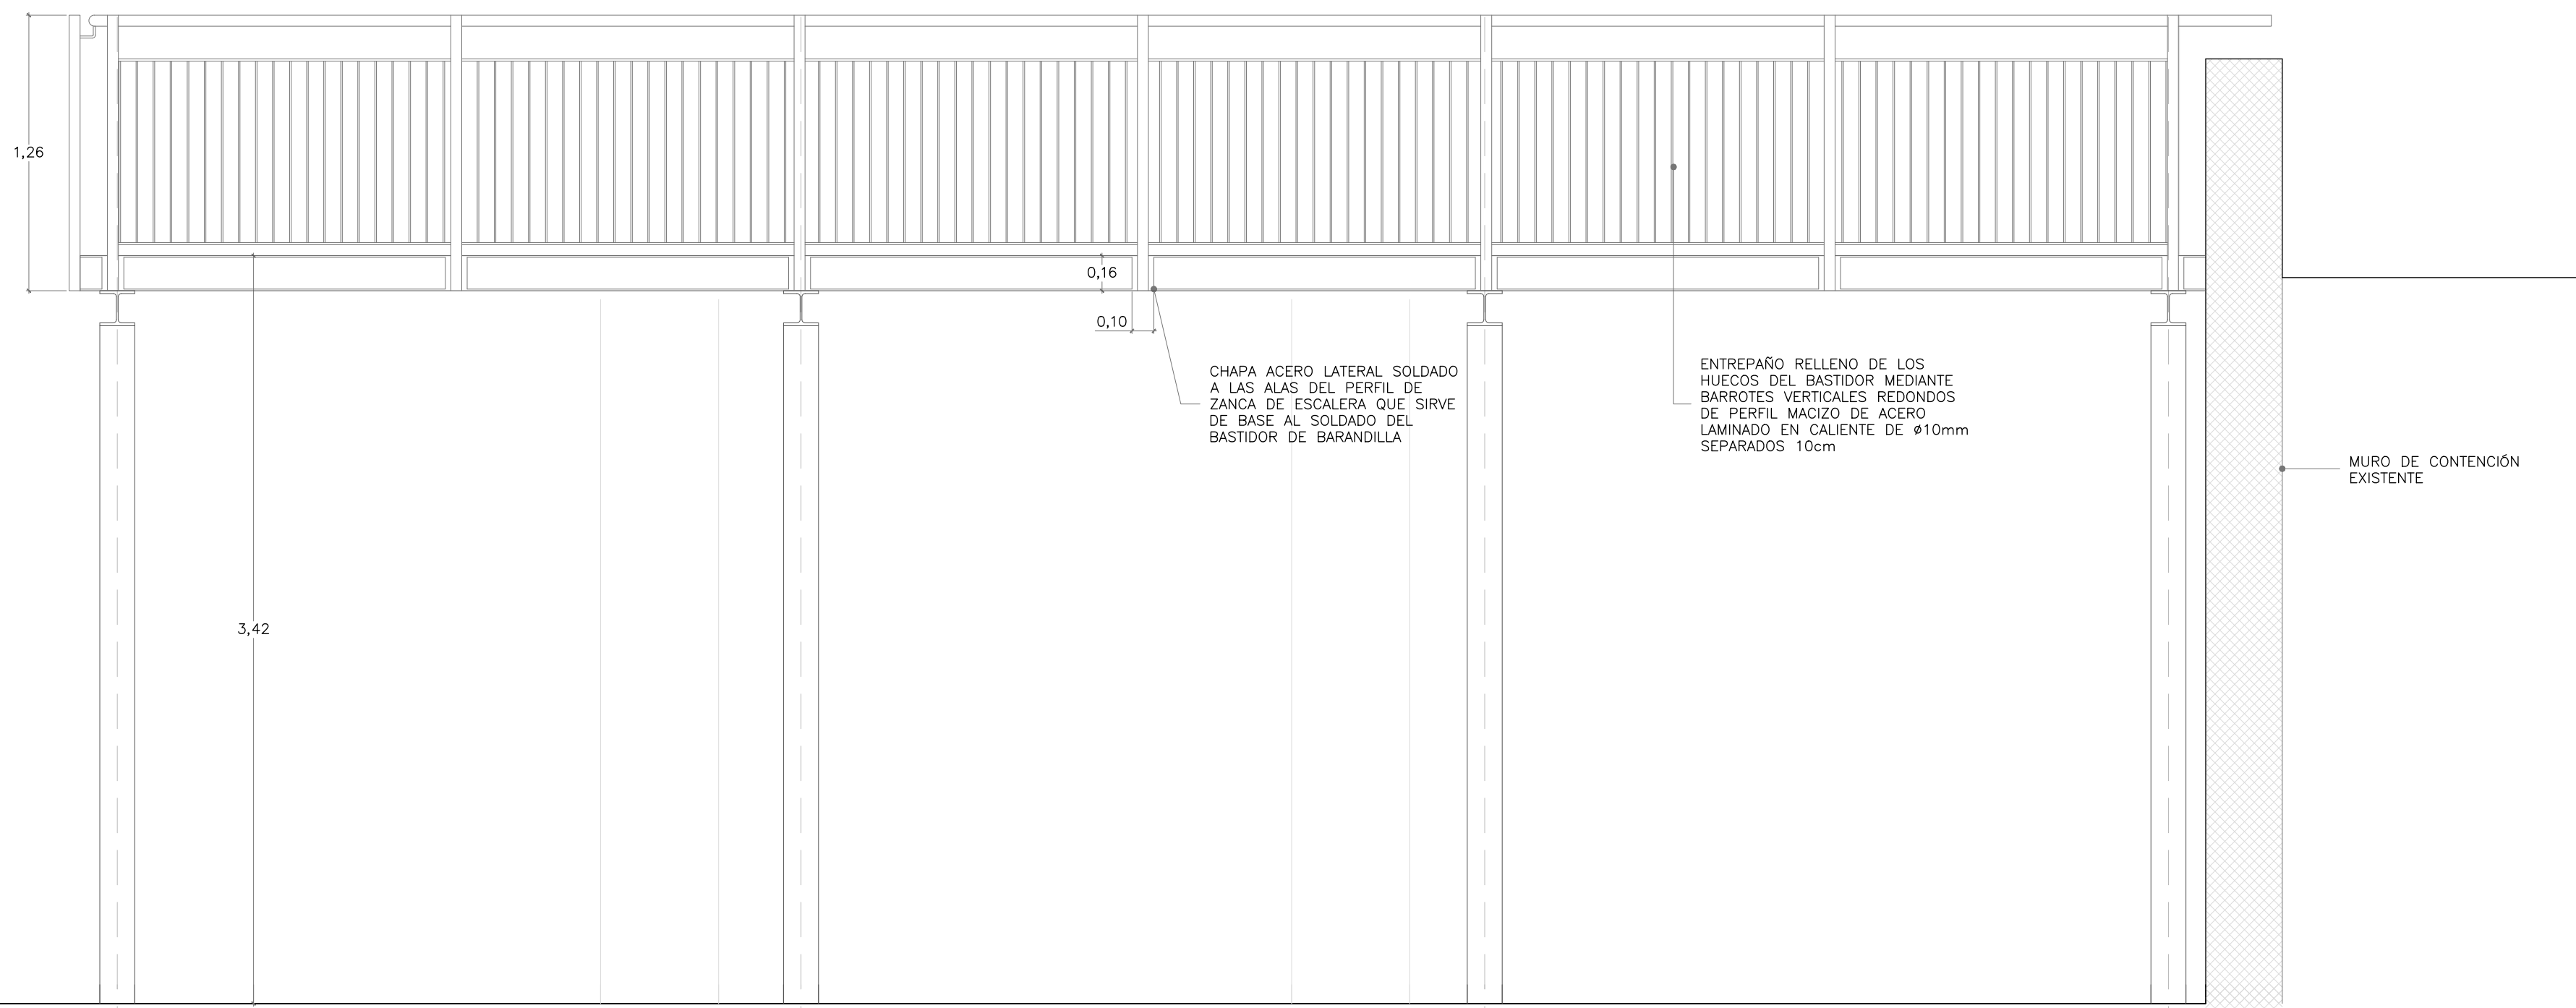 1,26
0,16
0,10
CHAPA ACERO LATERAL SOLDADO
A LAS ALAS DEL PERFIL DE
ZANCA DE ESCALERA QUE SIRVE
DE BASE AL SOLDADO DEL
BASTIDOR DE BARANDILLA
ENTREPAÑO RELLENO DE LOS
HUECOS DEL BASTIDOR MEDIANTE
BARROTES VERTICALES REDONDOS
DE PERFIL MACIZO DE ACERO
LAMINADO EN CALIENTE DE Ø10mm
SEPARADOS 10cm
MURO DE CONTENCIÓN
EXISTENTE
3,42